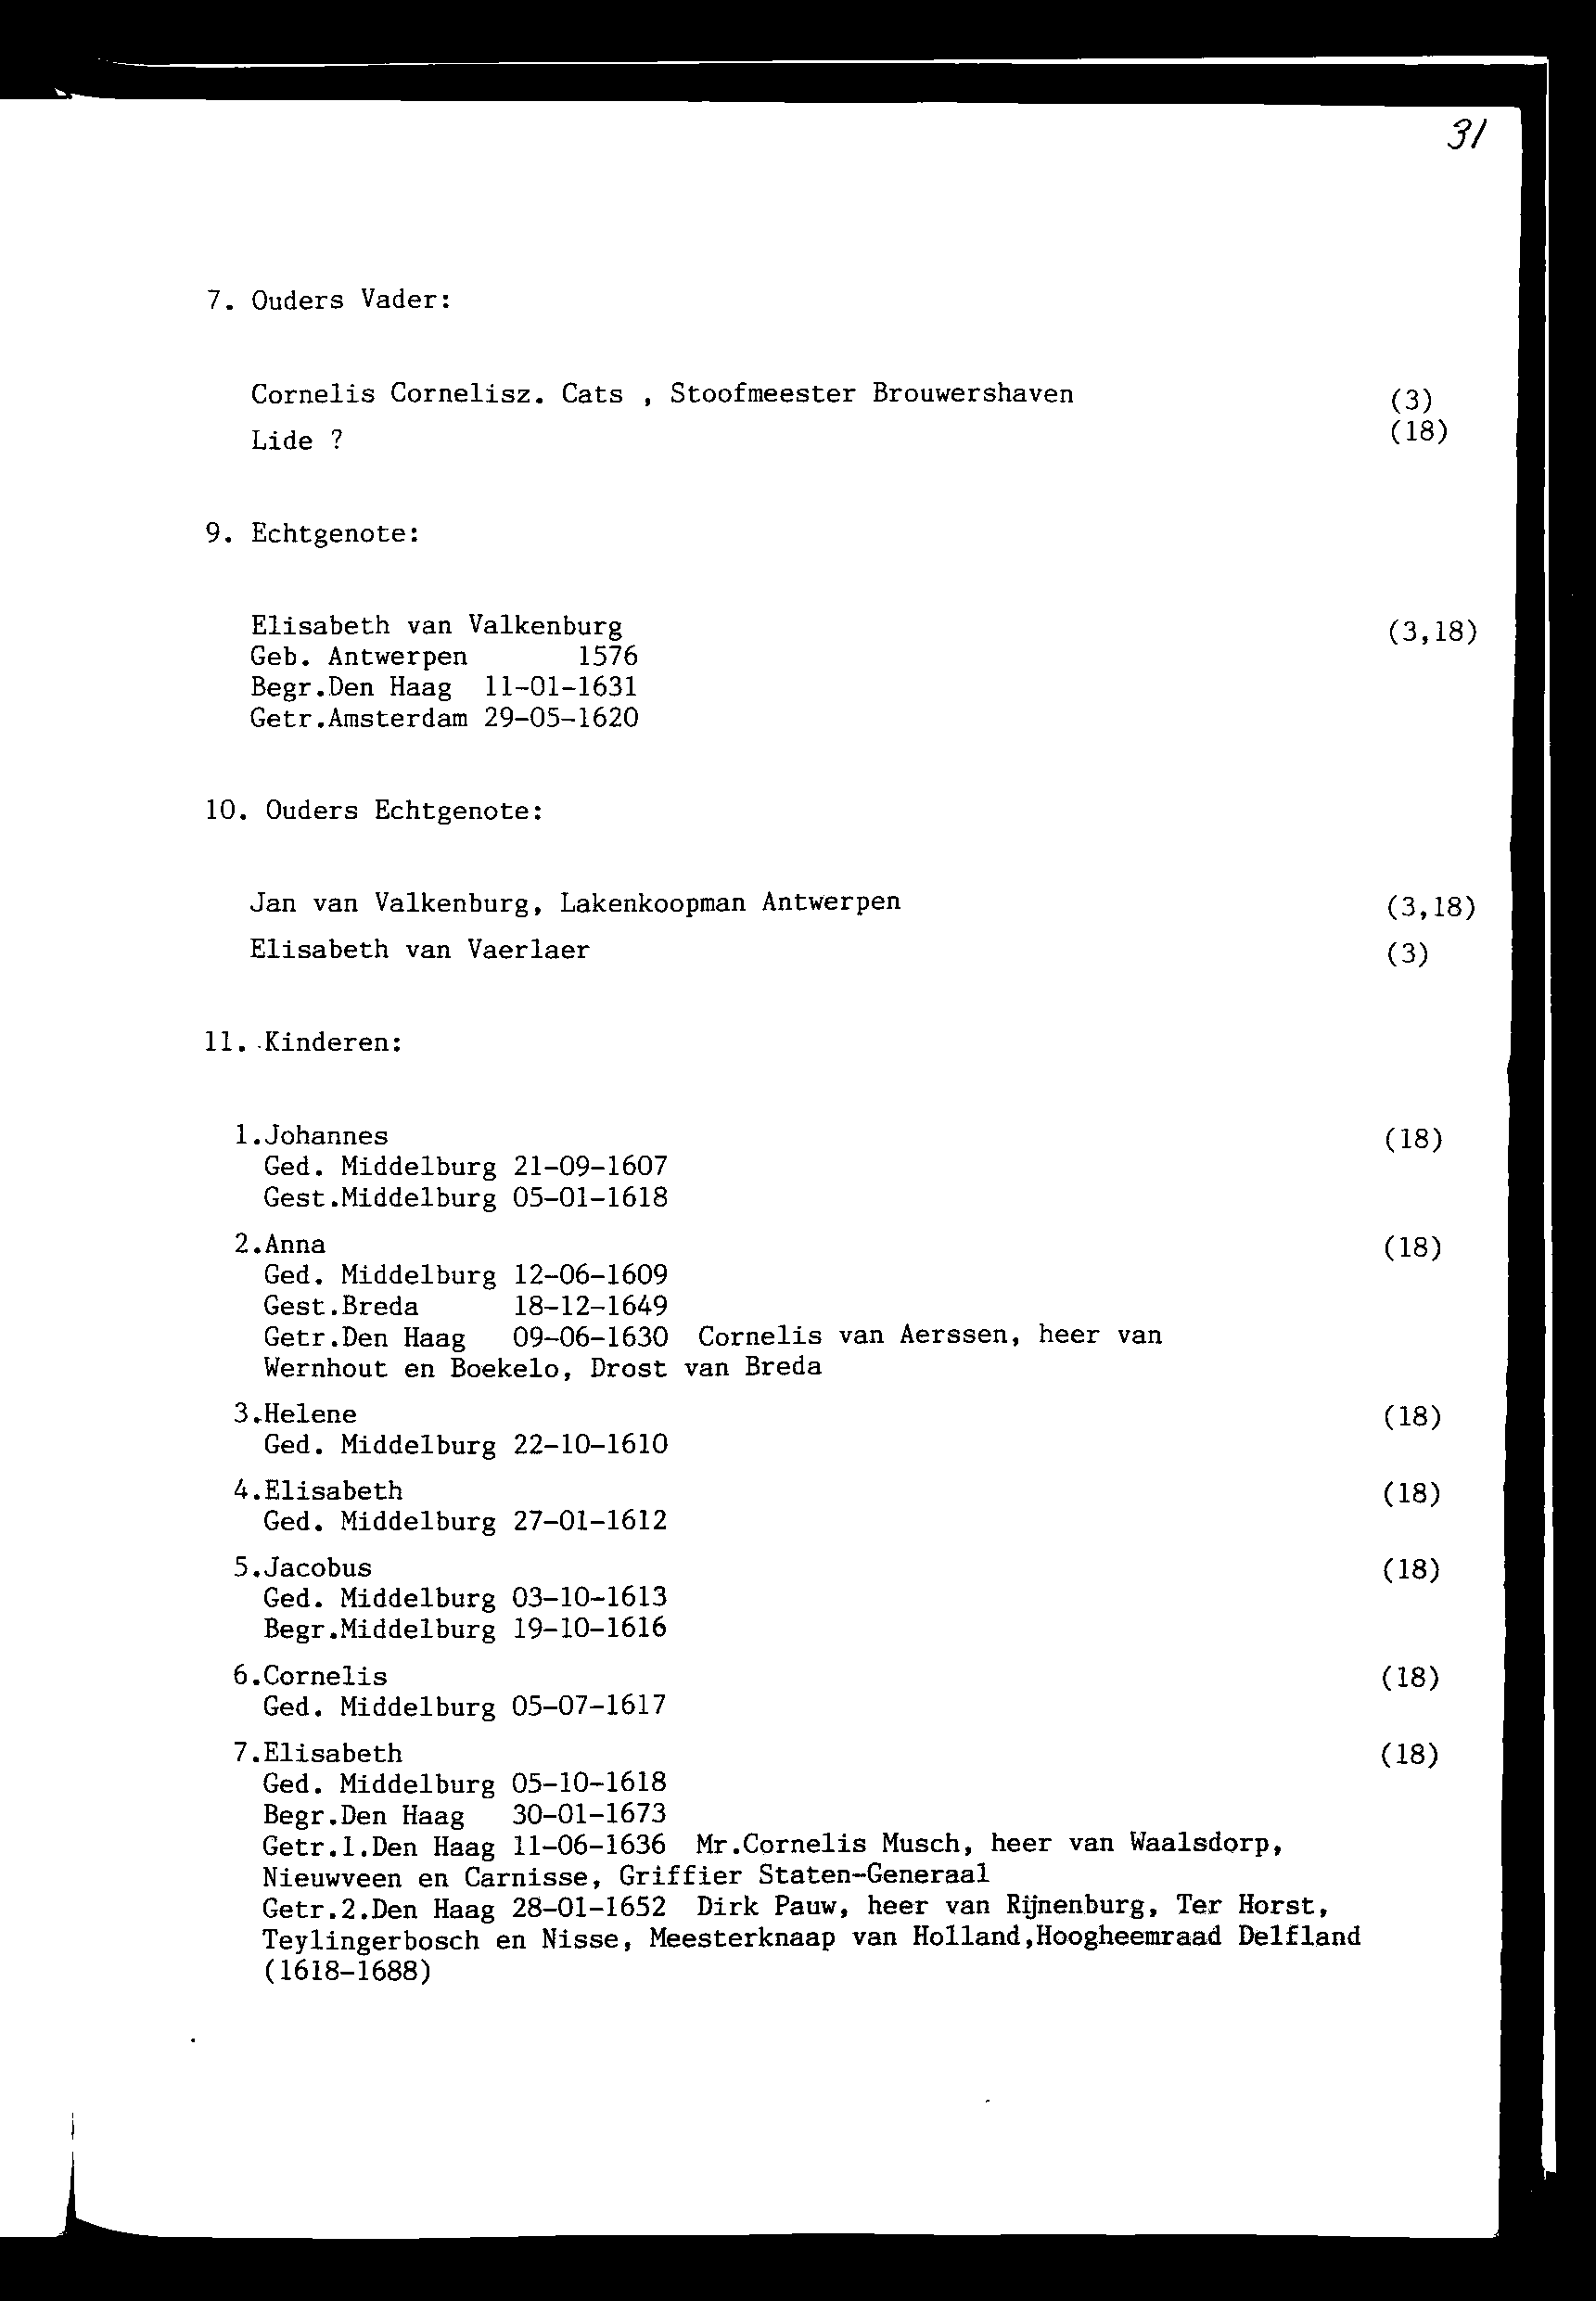 31
7. Ouders Vader:
Cornelis Cornelisz. Cats , Stoofmeester Brouwershaven (3)
Lide ? (18)
9. Echtgenote:
Elisabeth van Valkenburg (3,18)
Geb. Antwerpen 1576
Begr.Den Haag 11-01-1631
Getr.Amsterdam 29-05-1620
10. Ouders Echtgenote:
Jan van Valkenburg, Lakenkoopman Antwerpen (3,18)
Elisabeth van Vaerlaer (3)
11. Kinderen:
1.Johannes (18)
Ged. Middelburg 21-09-1607
Gest.Middelburg 05-01-1618
2.Anna (18)
Ged. Middelburg 12-06-1609
Gest.Breda 18-12-1649
Getr.Den Haag 09-06-1630 Cornelis van Aerssen, heer van
Wernhout en Boekelo, Drost van Breda
3.Helene (18)
Ged. Middelburg 22-10-1610
4.Elisabeth (18)
Ged. Middelburg 27-01-1612
5.Jacobus (18)
Ged. Middelburg 03-10-1613
Begr.Middelburg 19-10-1616
6.Cornelis (18)
Ged. Middelburg 05-07-1617
7.Elisabeth (18)
Ged. Middelburg 05-10-1618
Begr.Den Haag 30-01-1673
Getr.1.Den Haag 11-06-1636 Mr.Cornelis Musch, heer van Waalsdorp,
Nieuwveen en Carnisse, Griffier Staten-Generaal
Getr.2.Den Haag 28-01-1652 Dirk Pauw, heer van Rijnenburg, Ter Horst,
Teylingerbosch en Nisse, Meesterknaap van Holland,Hoogheemraad Delfland
(1618-1688)